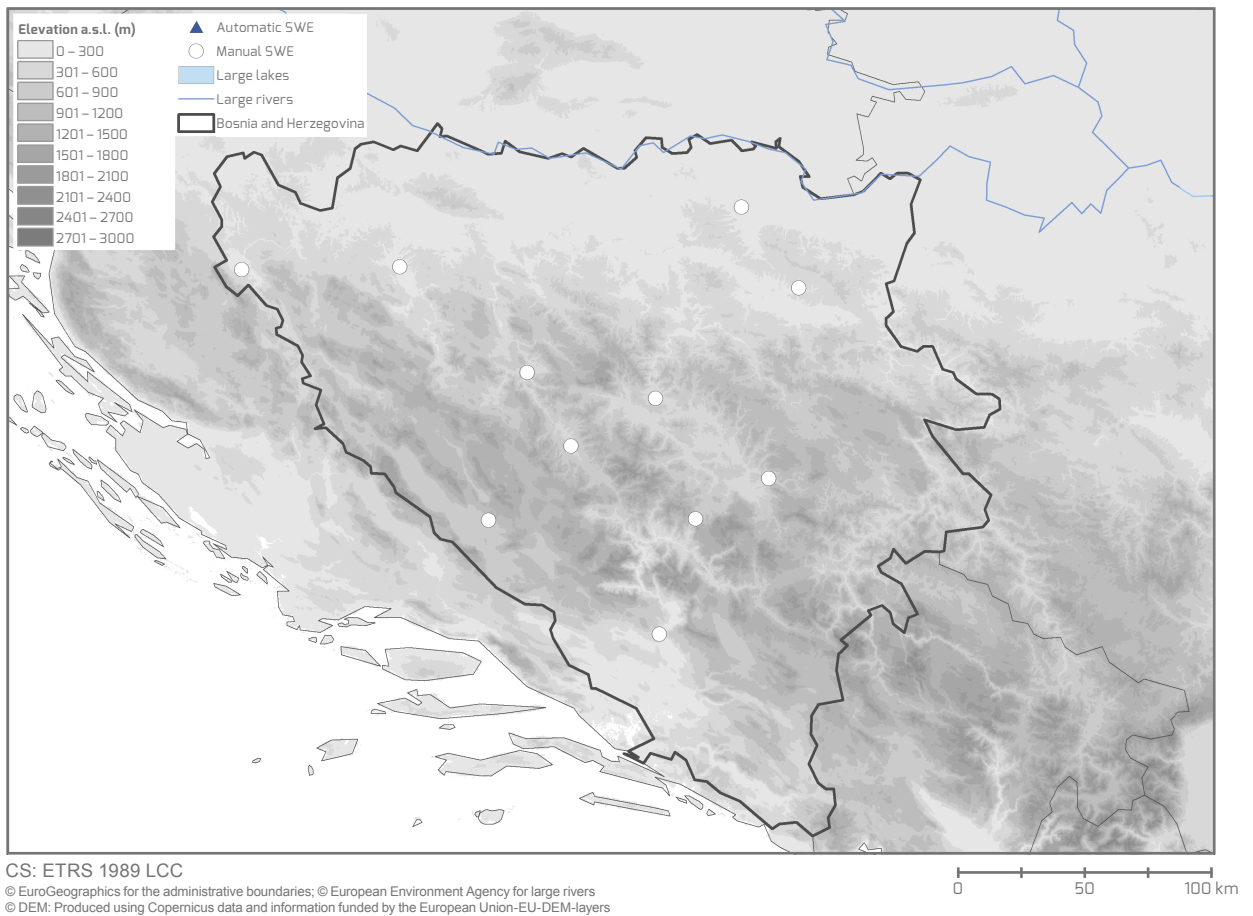 Elevation a.s.l. (m)
0 – 300
301 – 600
601 – 900
901 – 1200
1201 – 1500
1501 – 1800
1801 – 2100
2101 – 2400
2401 – 2700
2701 – 3000
Automatic SWE
Manual SWE
Large lakes
Large rivers
Bosnia and Herzegovina
CS: ETRS 1989 LCC
© EuroGeographics for the administrative boundaries; © European Environment Agency for large rivers
© DEM: Produced using Copernicus data and information funded by the European Union-EU-DEM-layers
0 50 100 km